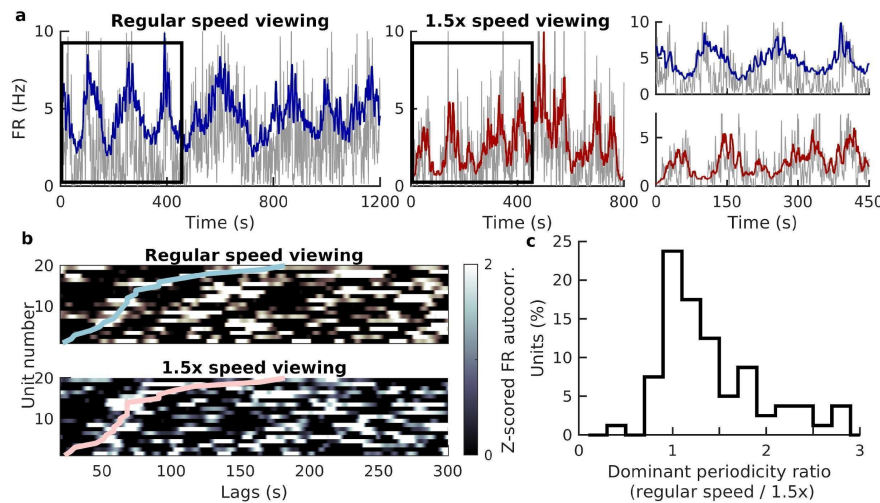 a
Regular speed viewing
1.5x speed viewing
FR (Hz)
10
5
0
0 400 800 1200
Time (s)
10
5
0
0 400 800
Time (s)
10
5
0
5
0
0 150 300 450
Time (s)
b
Regular speed viewing
20
10
1.5x speed viewing
20
10
Unit number
50 100 150 200 250 300
Lags (s)
2
0
Z-scored FR autocorr.
c
25
20
15
10
5
0
Units (%)
0 1 2 3
Dominant periodicity ratio
(regular speed / 1.5x)